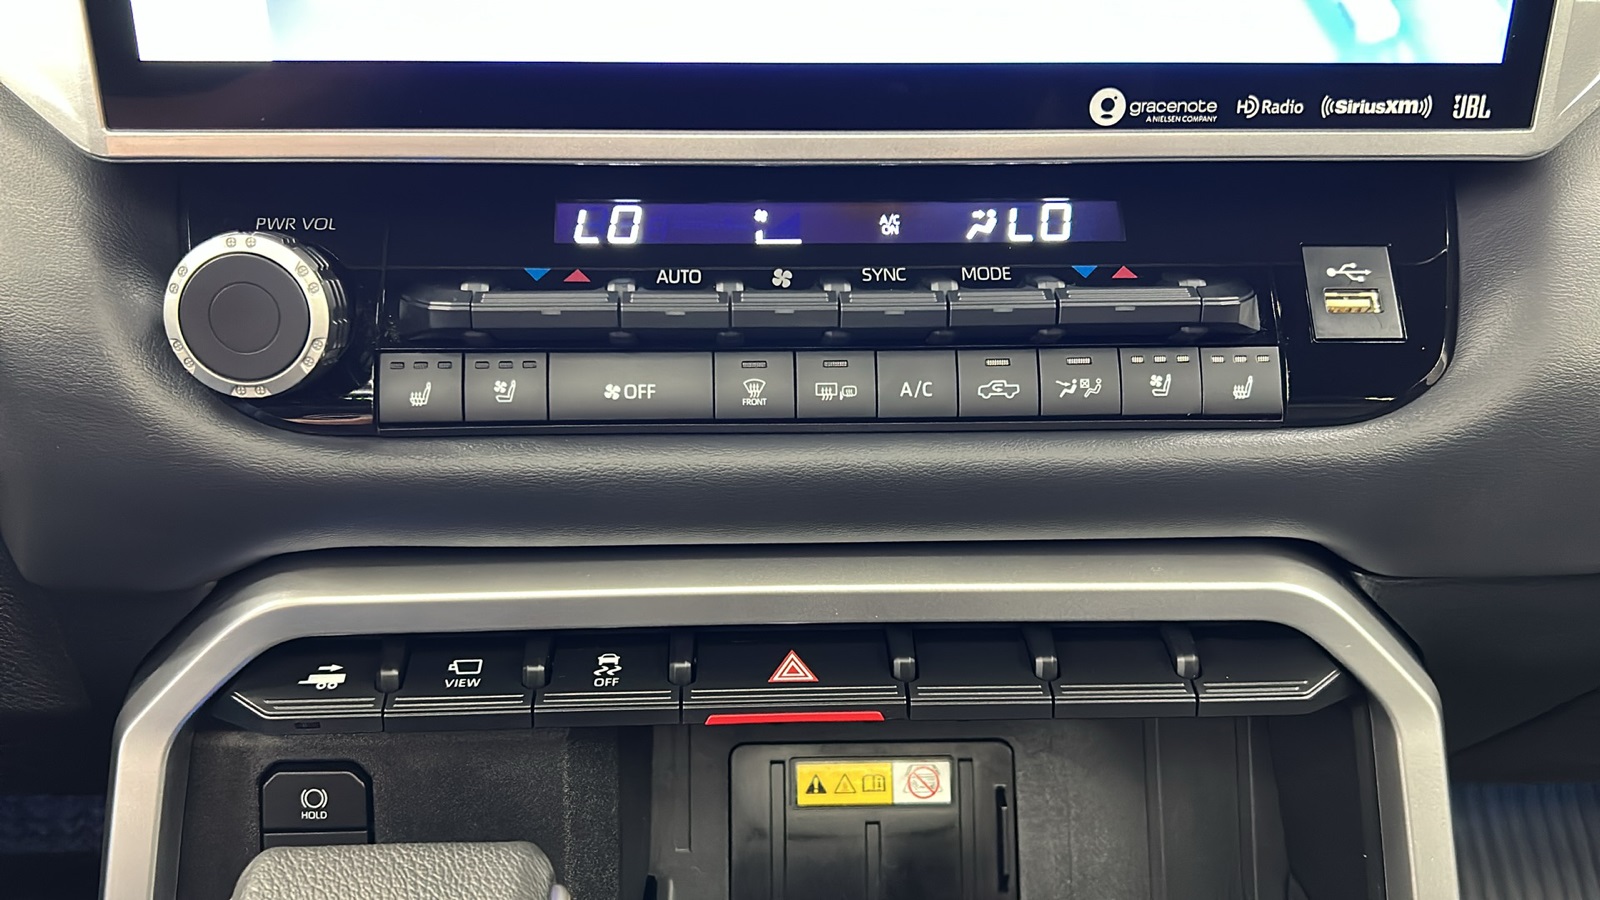 gracenote
A NIELSEN COMPANY
HD Radio
((SiriusXM))
JBL
PWR VOL
LO
A/C
ON
LO
AUTO
SYNC
MODE
OFF
FRONT
A/C
VIEW
OFF
HOLD